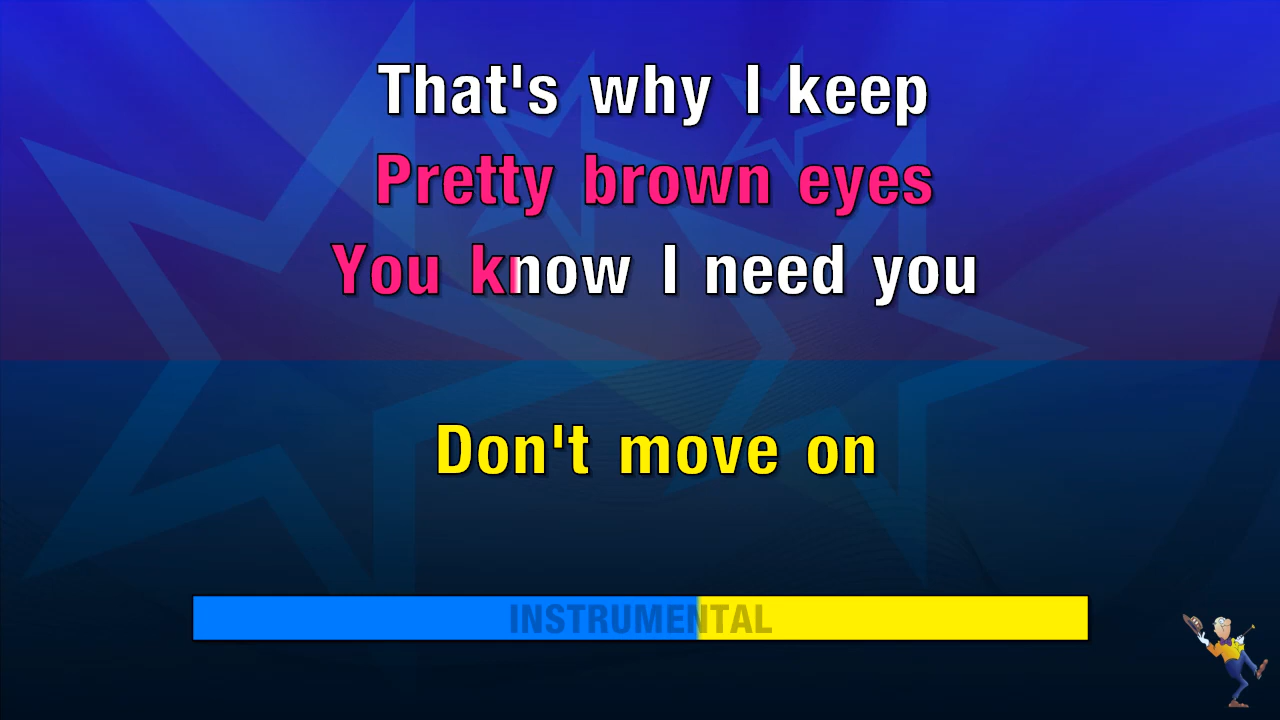 That's why I keep
Pretty brown eyes
You know I need you
Don't move on
INSTRUMENTAL